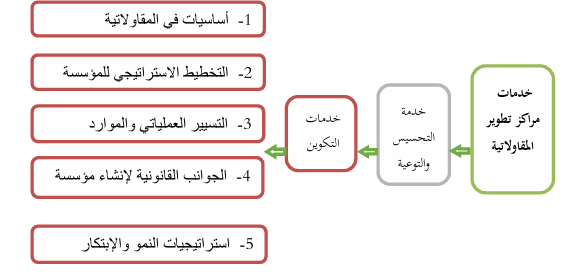 خدمات
مراكز تطوير
المقاولاتية
خدمة
التحسيس
والتوعية
خدمات
التكوين
1- أساسيات في المقاولاتية
2- التخطيط الاستراتيجي للمؤسسة
3- التسيير العملياتي والموارد
4- الجوانب القانونية لإنشاء مؤسسة
5- استراتيجيات النمو والإبتكار